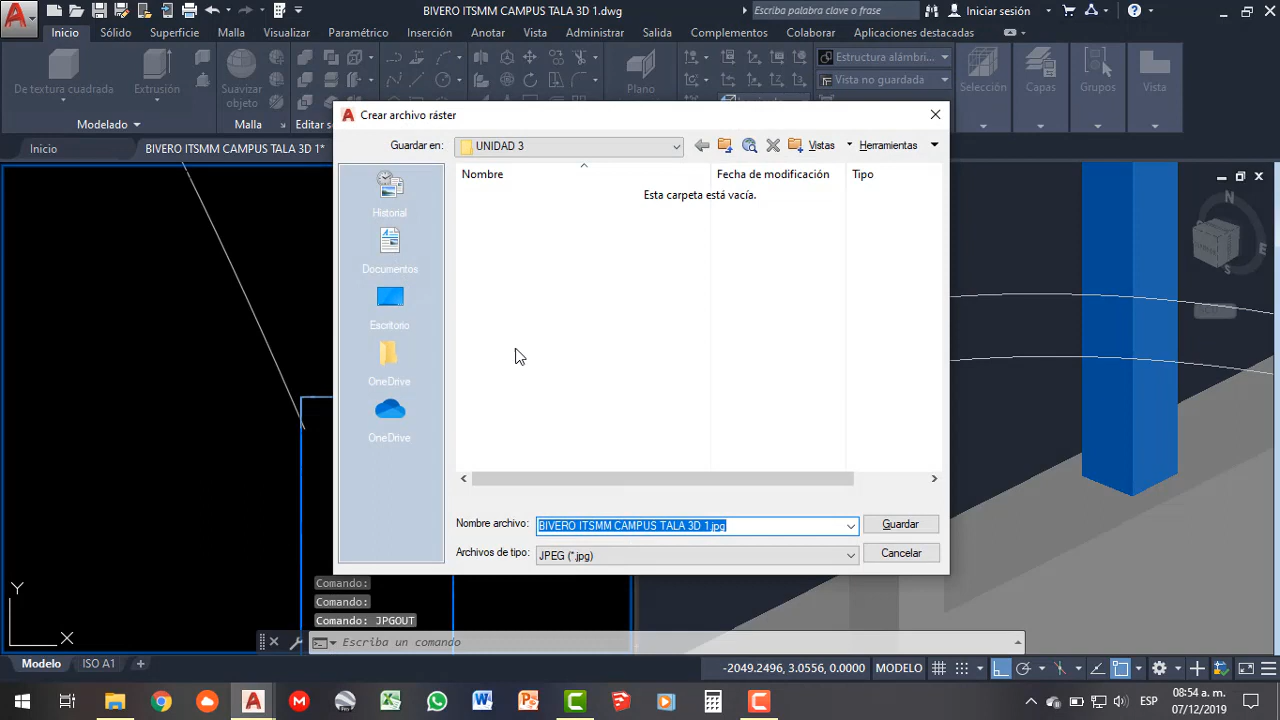 BIVERO ITSMM CAMPUS TALA 3D 1.dwg
Escriba palabra clave o frase
Iniciar sesión
Inicio
Sólido
Superficie
Malla
Visualizar
Paramétrico
Inserción
Anotar
Vista
Administrar
Salida
Complementos
Colaborar
Aplicaciones destacadas
De textura cuadrada
Extrusión
Suavizar
objeto
Plano
Estructura alámbri...
Vista no guardada
Selección
Capas
Grupos
Vista
Modelado
Malla
Editar s
Inicio
BIVERO ITSMM CAMPUS TALA 3D 1*
Crear archivo ráster
Guardar en:
UNIDAD 3
Vistas
Herramientas
Nombre
Fecha de modificación
Tipo
Esta carpeta está vacía.
Historial
Documentos
Escritorio
OneDrive
OneDrive
Nombre archivo:
BIVERO ITSMM CAMPUS TALA 3D 1.jpg
Guardar
Archivos de tipo:
JPEG (*.jpg)
Cancelar
N
E
S
Y
X
Comando:
Comando:
Comando: JPGOUT
Escriba un comando
Modelo
ISO A1
-2049.2496, 3.0556, 0.0000
MODELO
ESP
08:54 a. m.
07/12/2019